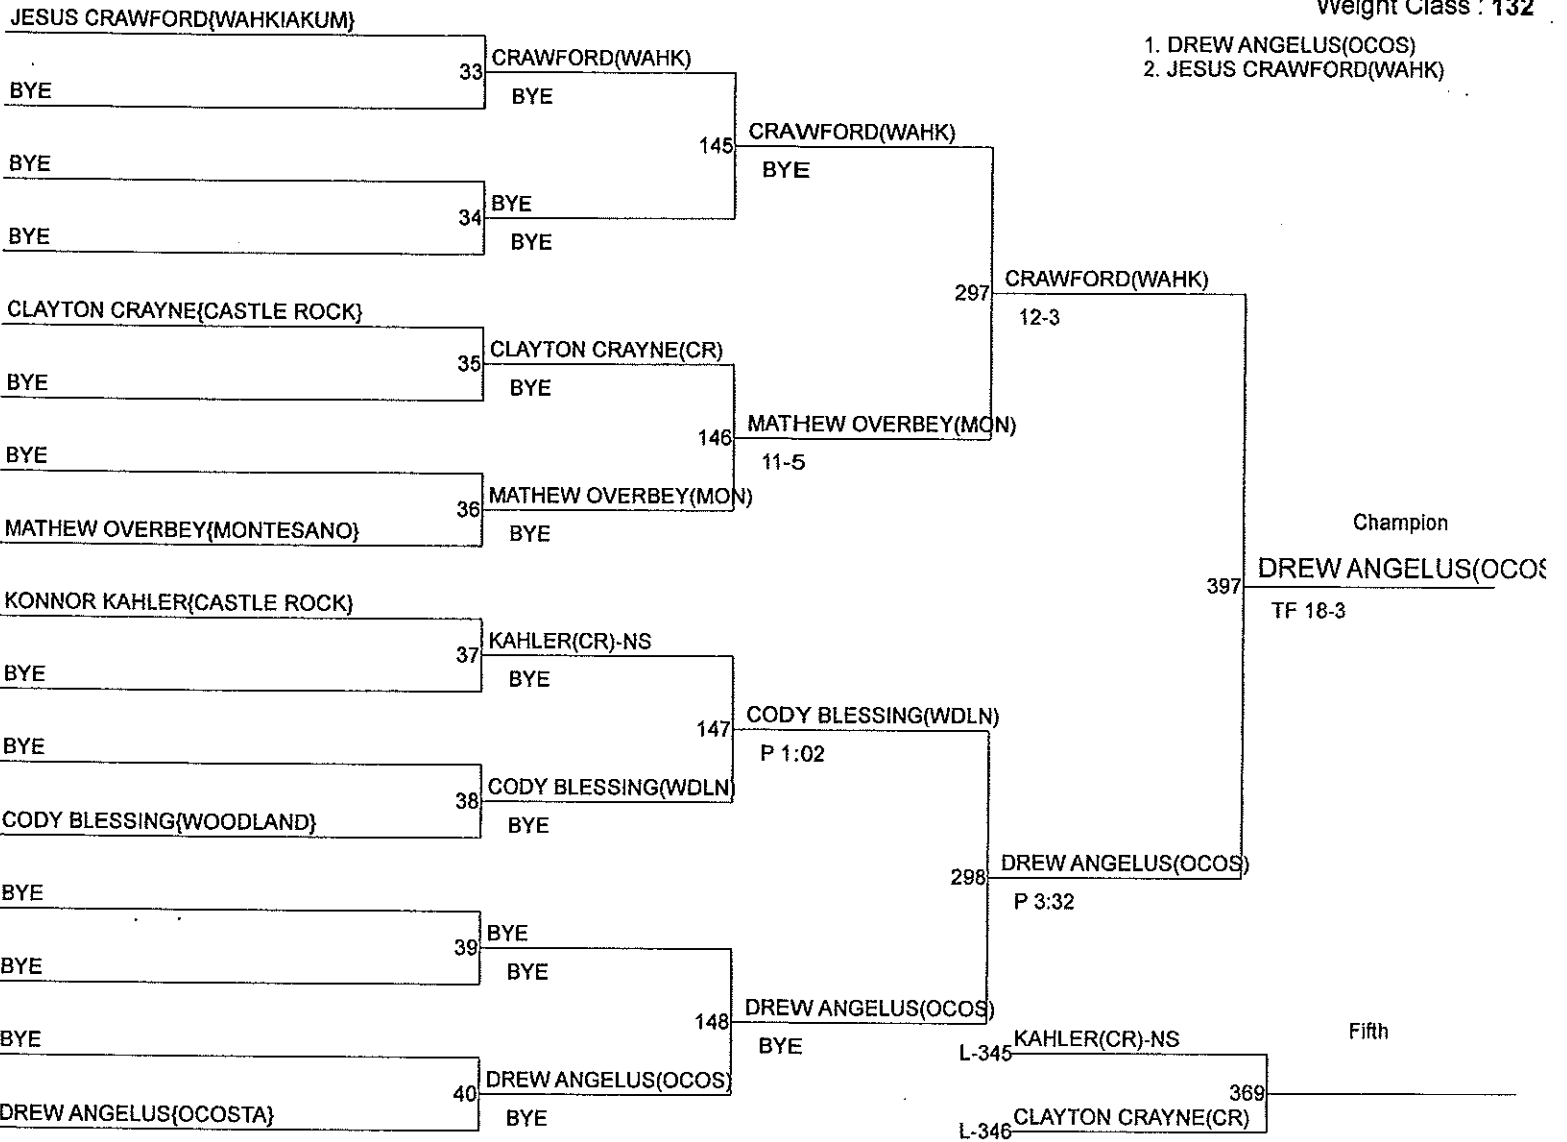 Weight Class : 132
1. DREW ANGELUS(OCOS)
2. JESUS CRAWFORD(WAHK)
JESUS CRAWFORD{WAHKIAKUM}
33
CRAWFORD(WAHK)
BYE
BYE
145
CRAWFORD(WAHK)
BYE
BYE
34
BYE
BYE
BYE
297
CRAWFORD(WAHK)
12-3
CLAYTON CRAYNE{CASTLE ROCK}
35
CLAYTON CRAYNE(CR)
BYE
BYE
146
MATHEW OVERBEY(MON)
11-5
BYE
36
MATHEW OVERBEY(MON)
BYE
MATHEW OVERBEY{MONTESANO}
Champion
397
DREW ANGELUS(OCOS
TF 18-3
KONNOR KAHLER{CASTLE ROCK}
37
KAHLER(CR)-NS
BYE
BYE
147
CODY BLESSING(WDLN)
P 1:02
BYE
38
CODY BLESSING(WDLN)
BYE
CODY BLESSING{WOODLAND}
298
DREW ANGELUS(OCOS)
P 3:32
BYE
39
BYE
BYE
BYE
148
DREW ANGELUS(OCOS)
BYE
BYE
40
DREW ANGELUS(OCOS)
BYE
DREW ANGELUS{OCOSTA}
Fifth
L-345
KAHLER(CR)-NS
369
L-346
CLAYTON CRAYNE(CR)